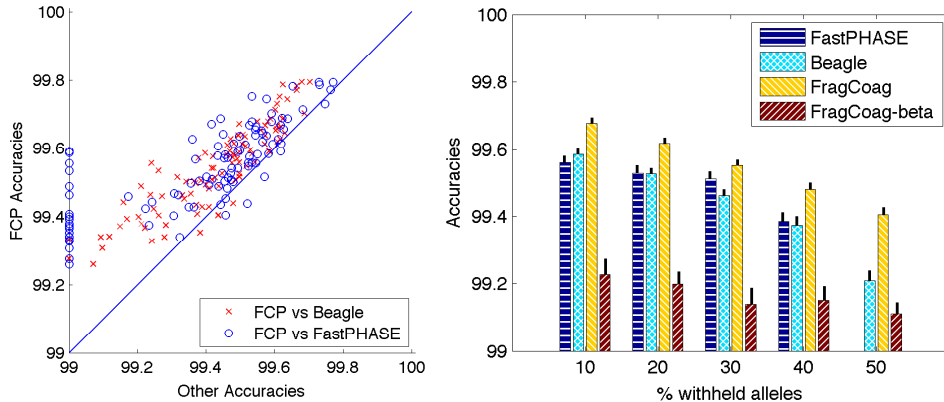 100
99.8
99.6
99.4
99.2
99
99 99.2 99.4 99.6 99.8 100
FCP Accuracies
Other Accuracies
FCP vs Beagle
FCP vs FastPHASE
100
99.8
99.6
99.4
99.2
99
10 20 30 40 50
Accuracies
% withheld alleles
FastPHASE
Beagle
FragCoag
FragCoag-beta